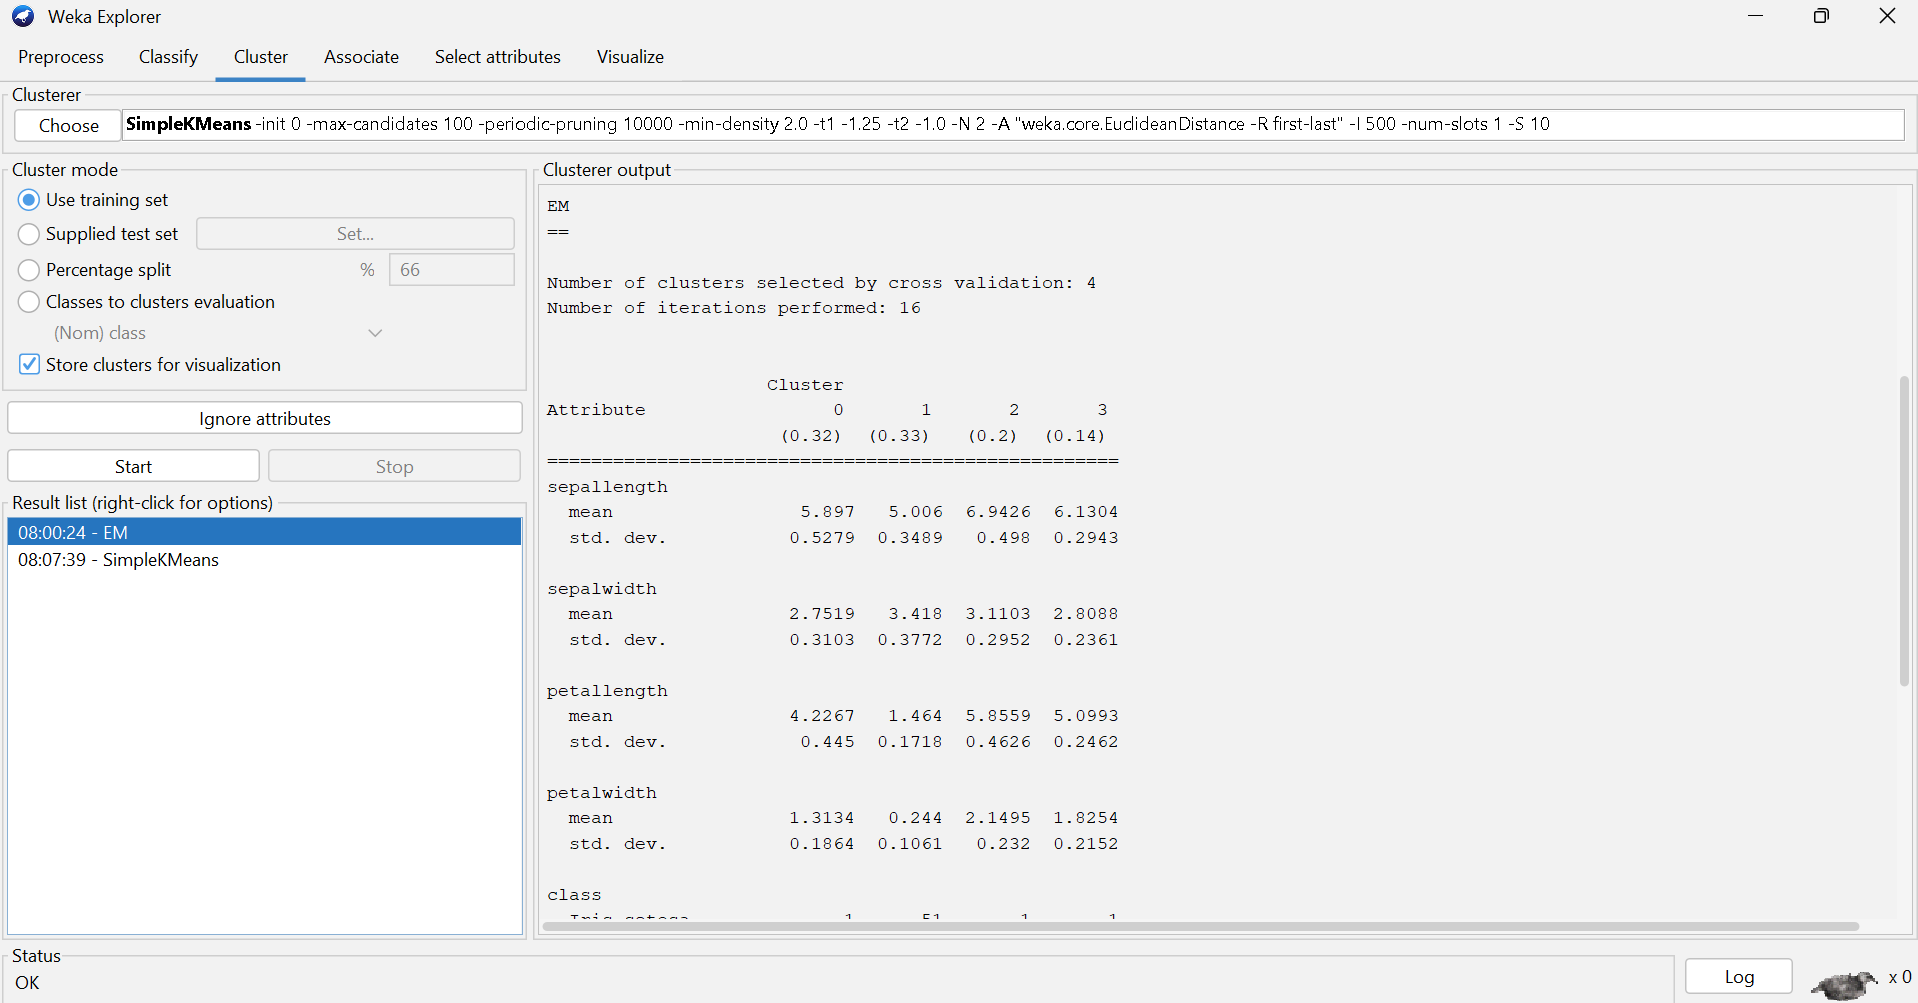 Weka Explorer
Preprocess Classify Cluster Associate Select attributes Visualize
Clusterer
Choose SimpleKMeans -init 0 -max-candidates 100 -periodic-pruning 10000 -min-density 2.0 -t1 -1.25 -t2 -1.0 -N 2 -A "weka.core.EuclideanDistance -R first-last" -I 500 -num-slots 1 -S 10
Cluster mode
Use training set
Supplied test set Set...
Percentage split % 66
Classes to clusters evaluation
(Nom) class
Store clusters for visualization
Ignore attributes
Start Stop
Result list (right-click for options)
08:00:24 - EM
08:07:39 - SimpleKMeans
Clusterer output
EM
==
Number of clusters selected by cross validation: 4
Number of iterations performed: 16
Cluster
Attribute 0 1 2 3
(0.32) (0.33) (0.2) (0.14)
====================================================
sepallength
mean 5.897 5.006 6.9426 6.1304
std. dev. 0.5279 0.3489 0.498 0.2943
sepalwidth
mean 2.7519 3.418 3.1103 2.8088
std. dev. 0.3103 0.3772 0.2952 0.2361
petallength
mean 4.2267 1.464 5.8559 5.0993
std. dev. 0.445 0.1718 0.4626 0.2462
petalwidth
mean 1.3134 0.244 2.1495 1.8254
std. dev. 0.1864 0.1061 0.232 0.2152
class
Iris-setosa 1 51 1 1
Status
OK
Log x 0